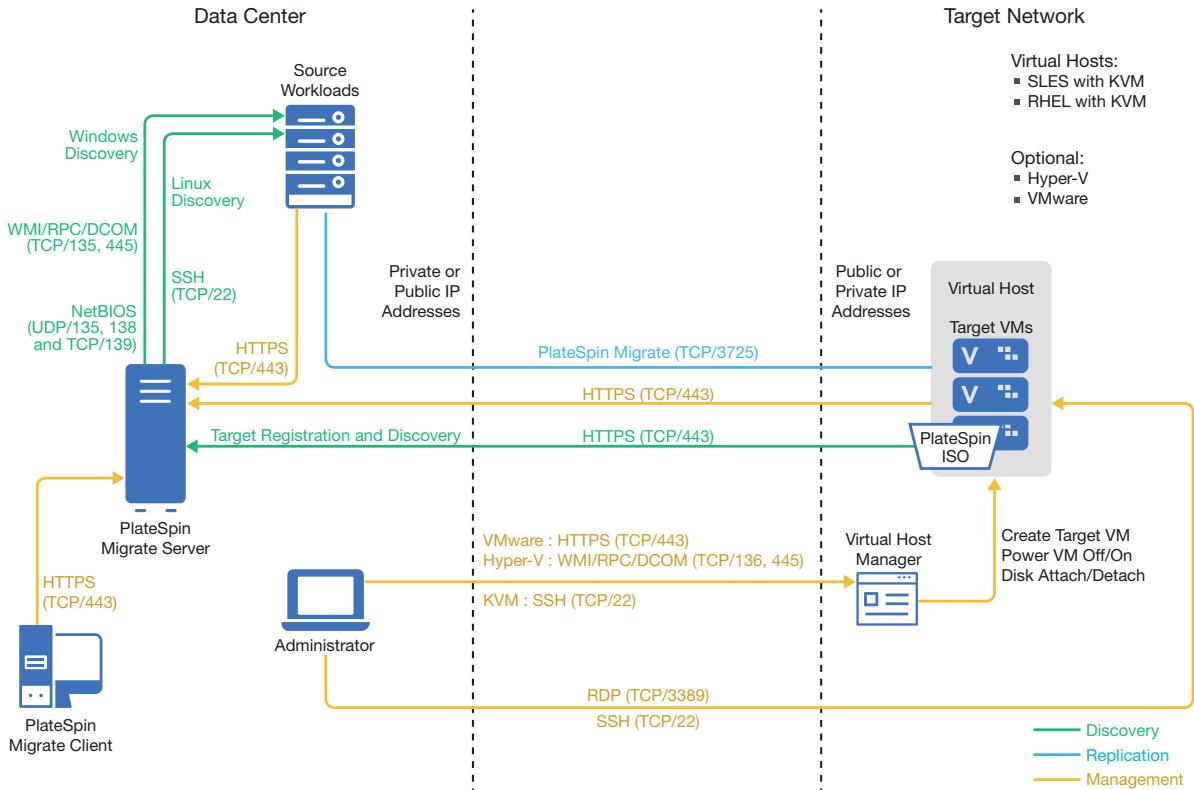 Data Center
Target Network
Virtual Hosts:
SLES with KVM
RHEL with KVM
Optional:
Hyper-V
VMware
Source
Workloads
Windows
Discovery
Linux
Discovery
WMI/RPC/DCOM
(TCP/135, 445)
SSH
(TCP/22)
NetBIOS
(UDP/135, 138
and TCP/139)
HTTPS
(TCP/443)
Private or
Public IP
Addresses
Public or
Private IP
Addresses
Virtual Host
Target VMs
V
V
PlateSpin
ISO
PlateSpin Migrate (TCP/3725)
HTTPS (TCP/443)
Target Registration and Discovery
HTTPS (TCP/443)
PlateSpin
Migrate Server
HTTPS
(TCP/443)
PlateSpin
Migrate Client
VMware : HTTPS (TCP/443)
Hyper-V : WMI/RPC/DCOM (TCP/136, 445)
KVM : SSH (TCP/22)
Administrator
Virtual Host
Manager
Create Target VM
Power VM Off/On
Disk Attach/Detach
RDP (TCP/3389)
SSH (TCP/22)
Discovery
Replication
Management